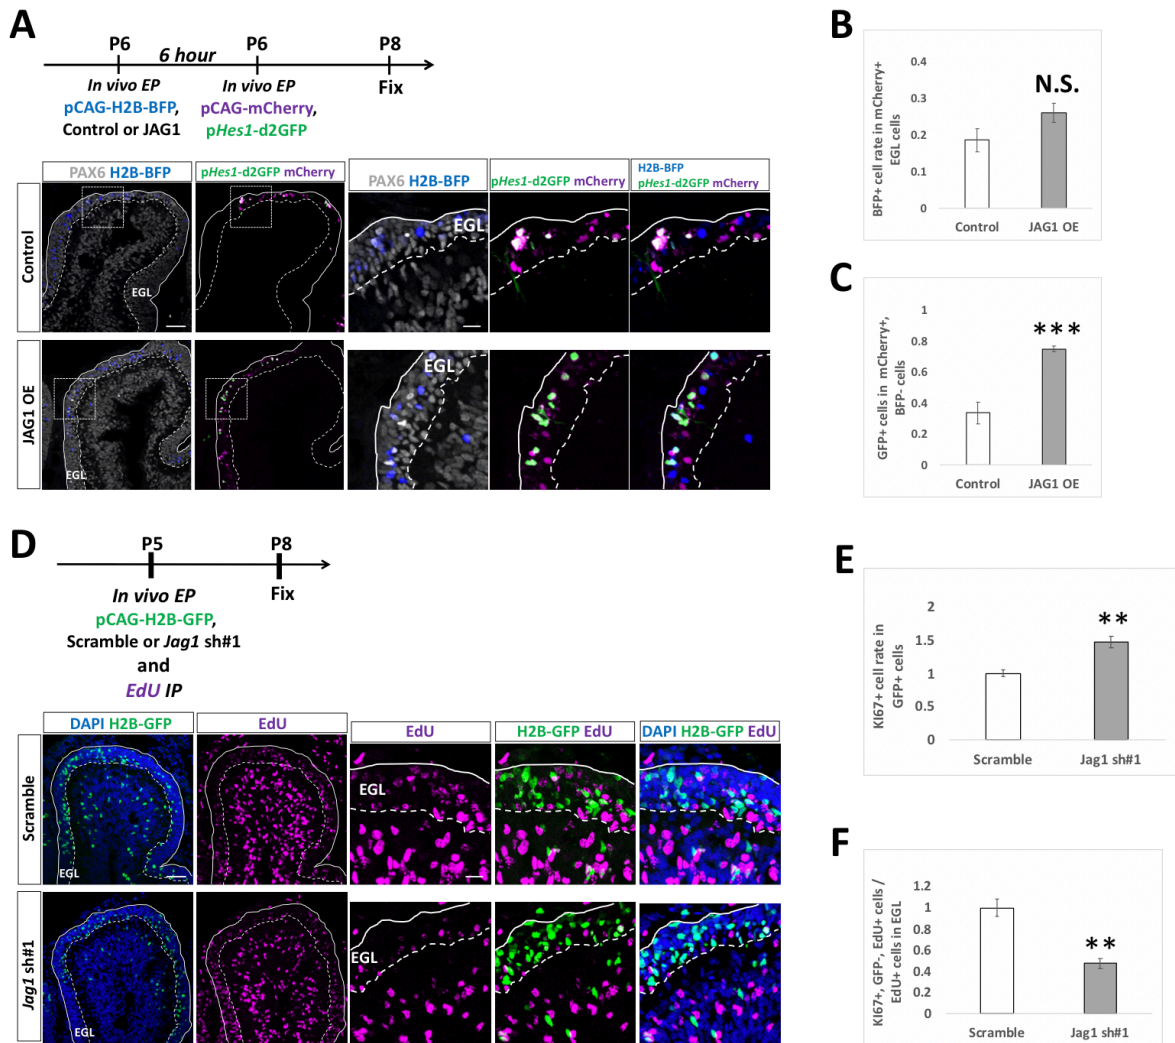 A
P6
6 hour
P6
P8
In vivo EP
pCAG-H2B-BFP,
Control or JAG1
In vivo EP
pCAG-mCherry,
pHes1-d2GFP
Fix
PAX6 H2B-BFP
pHes1-d2GFP mCherry
PAX6 H2B-BFP
pHes1-d2GFP mCherry
H2B-BFP
pHes1-d2GFP mCherry
Control
EGL
EGL
JAG1 OE
EGL
EGL
B
BFP+ cell rate in mCherry+
EGL cells
0.4
0.3
0.2
0.1
0
N.S.
Control
JAG1 OE
C
GFP+ cells in mCherry+,
BFP- cells
1
0.8
0.6
0.4
0.2
0
***
Control
JAG1 OE
D
P5
P8
In vivo EP
pCAG-H2B-GFP,
Scramble or Jag1 sh#1
and
EdU IP
Fix
DAPI H2B-GFP
EdU
EdU
H2B-GFP EdU
DAPI H2B-GFP EdU
Scramble
EGL
EGL
Jag1 sh#1
EGL
EGL
E
KI67+ cell rate in
GFP+ cells
2
1.5
1
0.5
0
**
Scramble
Jag1 sh#1
F
KI67+, GFP-, EdU+ cells /
EdU+ cells in EGL
1.2
1
0.8
0.6
0.4
0.2
0
**
Scramble
Jag1 sh#1